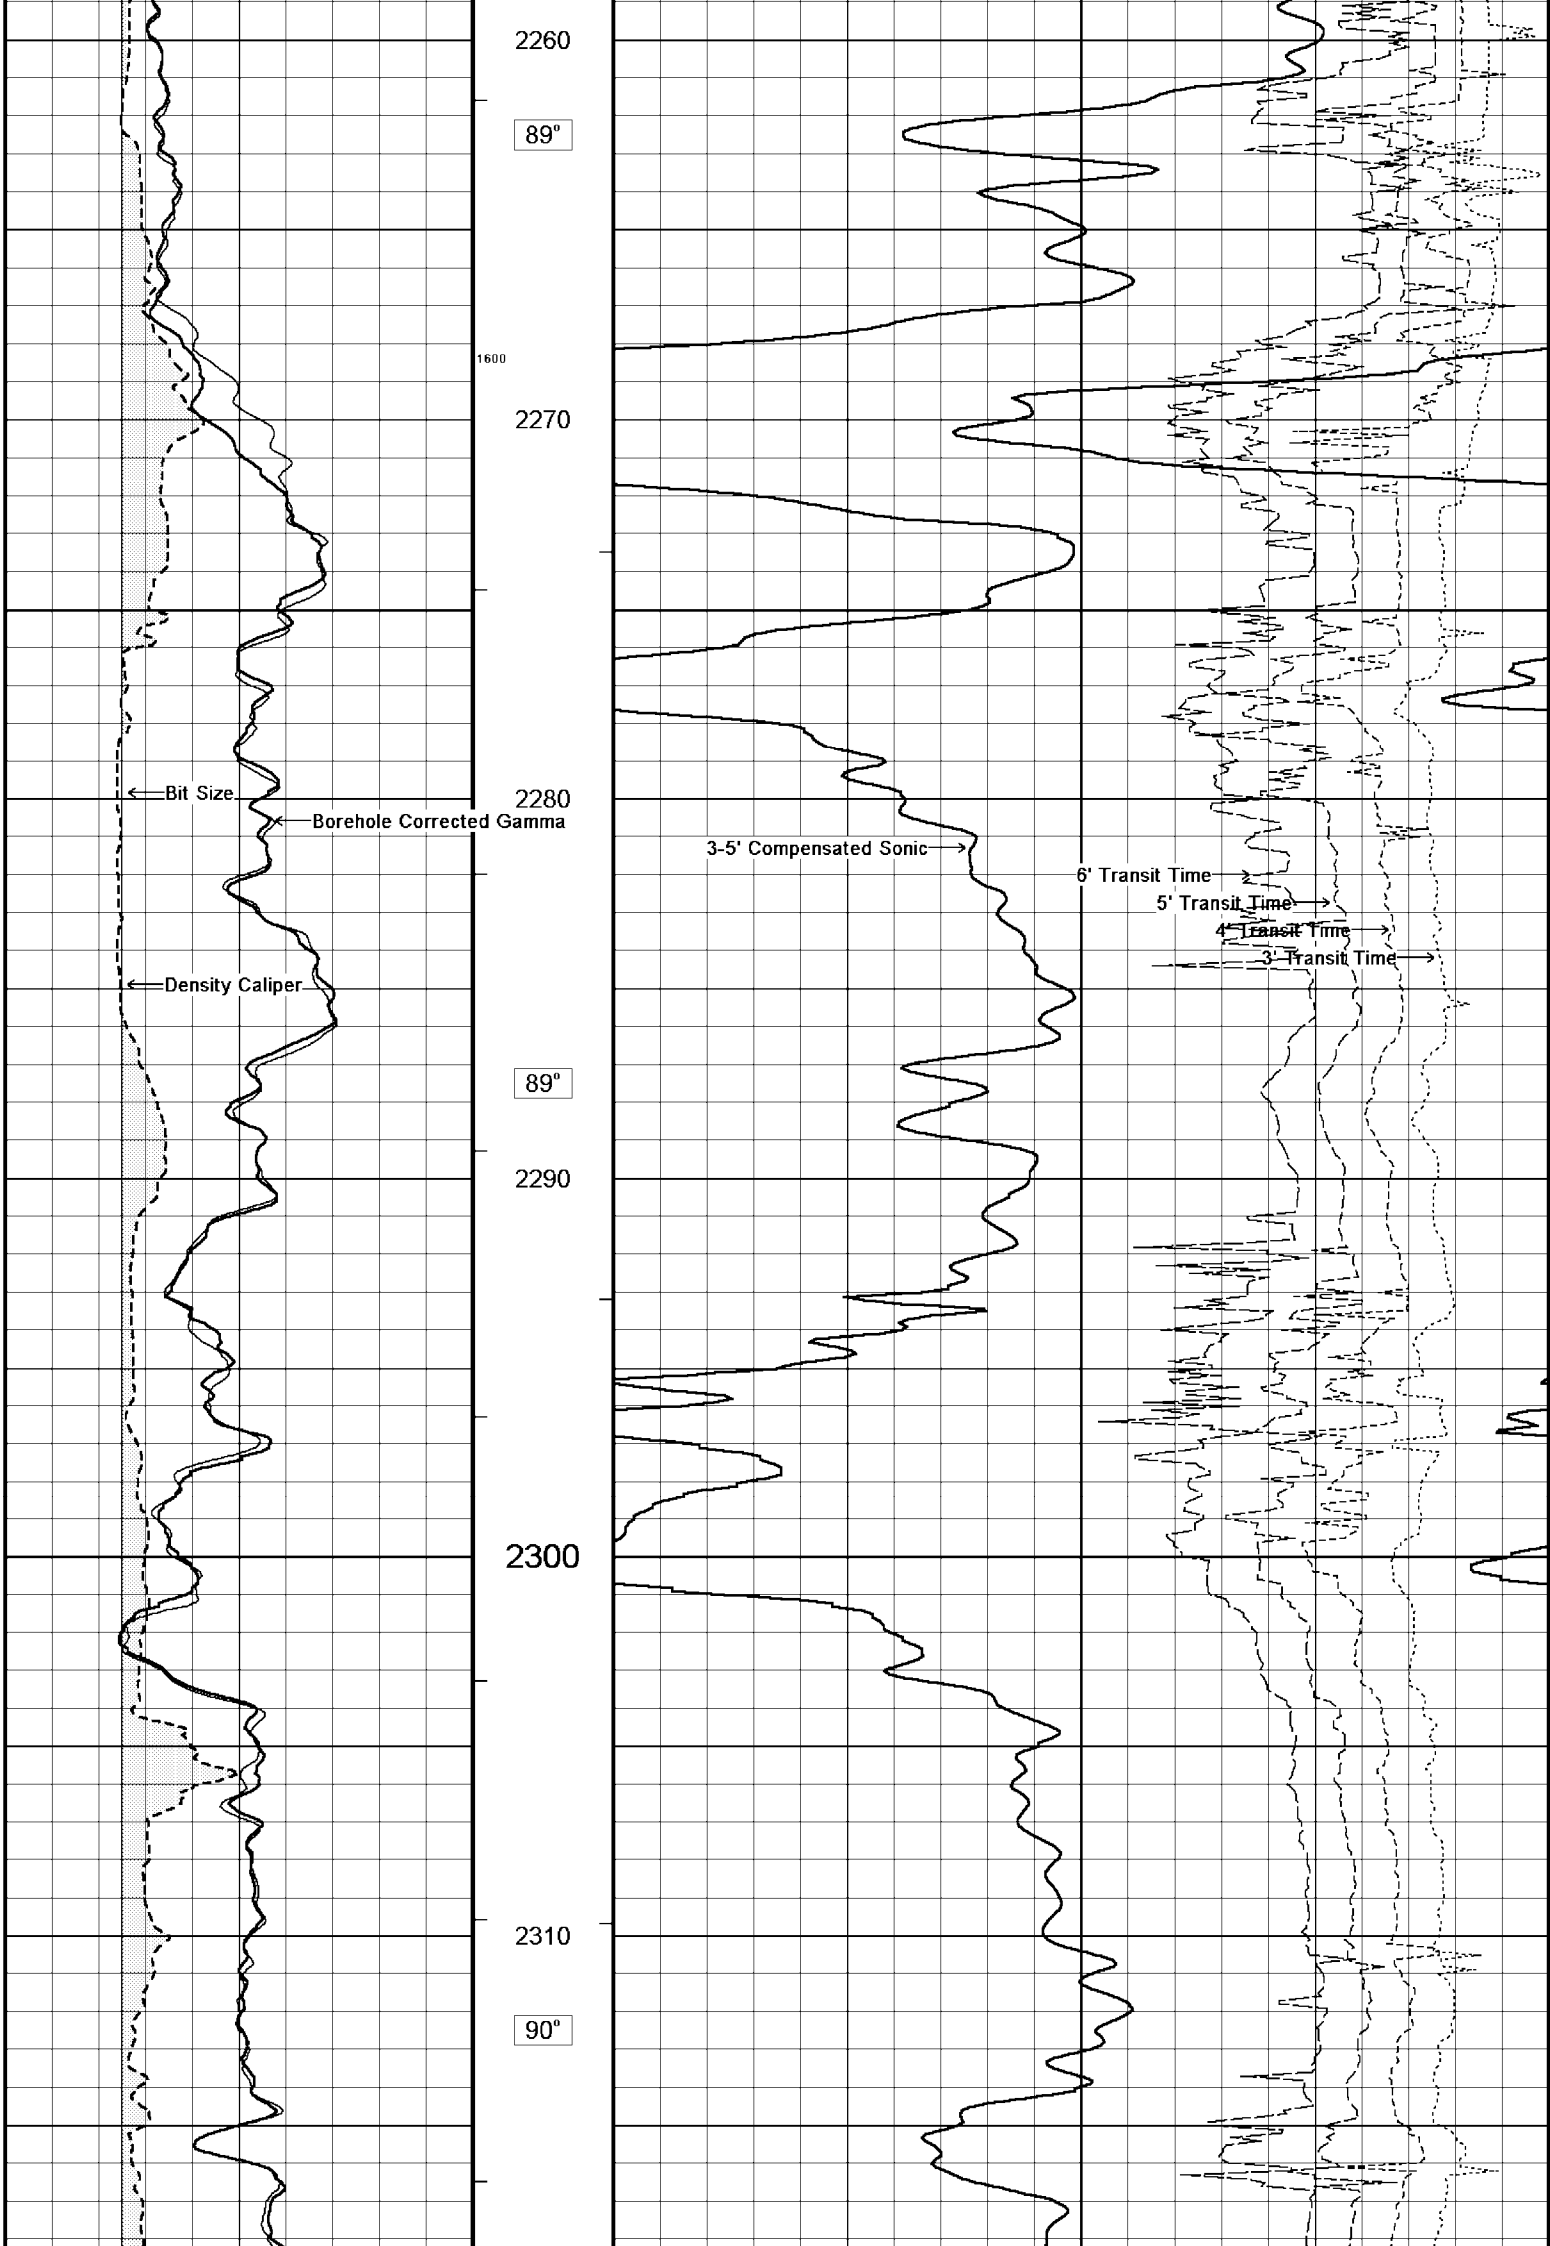 2260
89°
1600
2270
Bit Size
2280
Borehole Corrected Gamma
3-5' Compensated Sonic
6' Transit Time
5' Transit Time
4' Transit Time
3' Transit Time
Density Caliper
89°
2290
2300
2310
90°